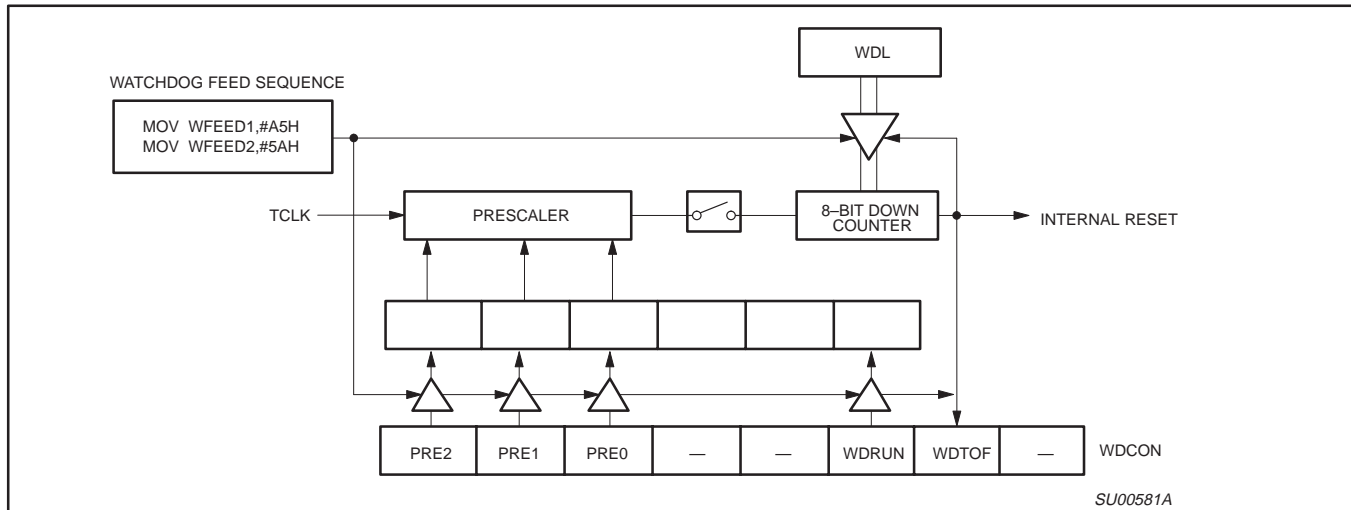 WDL
WATCHDOG FEED SEQUENCE
MOV WFEED1,#A5H
MOV WFEED2,#5AH
TCLK
PRESCALER
8–BIT DOWN
COUNTER
INTERNAL RESET
PRE2 PRE1 PRE0 — — WDRUN WDTOF — WDCON
SU00581A